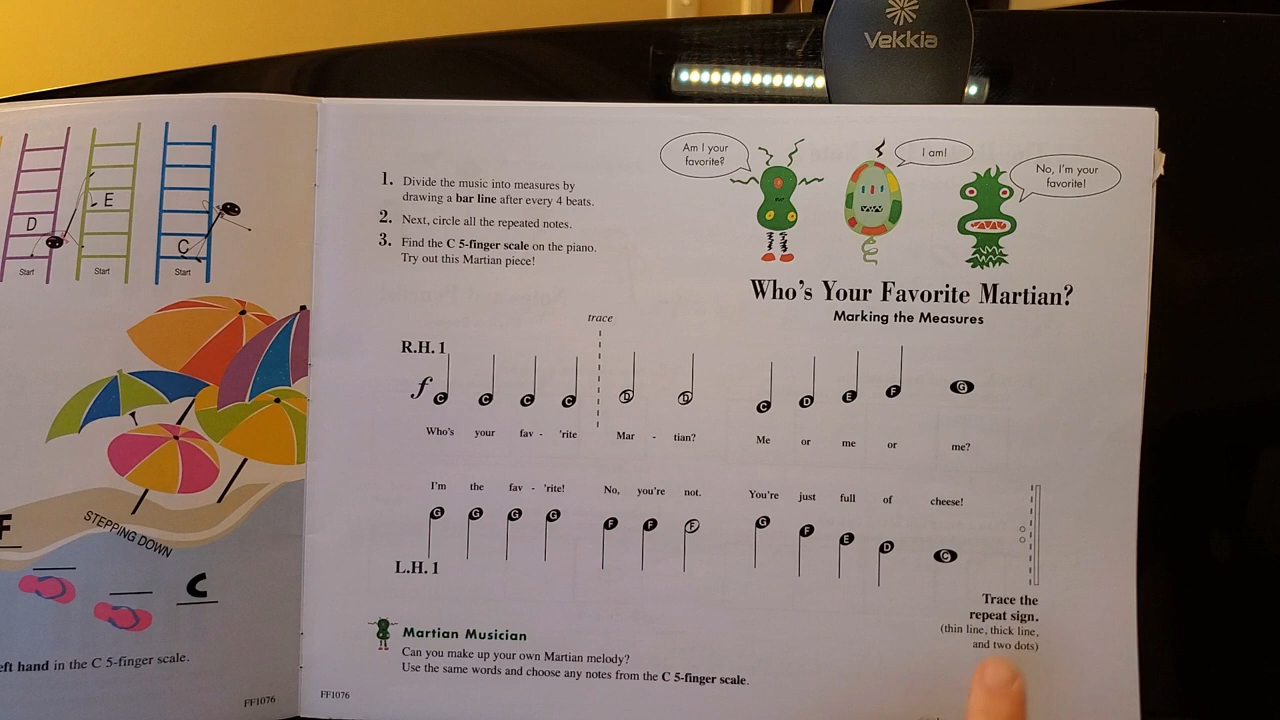 Vekkia
D
E
C
Start
Start
Start
F
STEPPING DOWN
C
eft hand in the C 5-finger scale.
FF1076
Am I your
favorite?
I am!
No, I'm your
favorite!
1. Divide the music into measures by
drawing a bar line after every 4 beats.
2. Next, circle all the repeated notes.
3. Find the C 5-finger scale on the piano.
Try out this Martian piece!
Who's Your Favorite Martian?
Marking the Measures
trace
R.H. 1
f C C C C D D C D E F G
Who's your fav - 'rite Mar - tian? Me or me or me?
I'm the fav - 'rite! No, you're not. You're just full of cheese!
G G G G F F F G F E D C
L.H. 1
Trace the
repeat sign.
(thin line, thick line,
and two dots)
Martian Musician
Can you make up your own Martian melody?
Use the same words and choose any notes from the C 5-finger scale.
FF1076